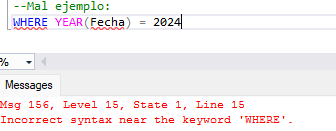 --Mal ejemplo:
WHERE YEAR(Fecha) = 2024
%
Messages
Msg 156, Level 15, State 1, Line 15
Incorrect syntax near the keyword 'WHERE'.